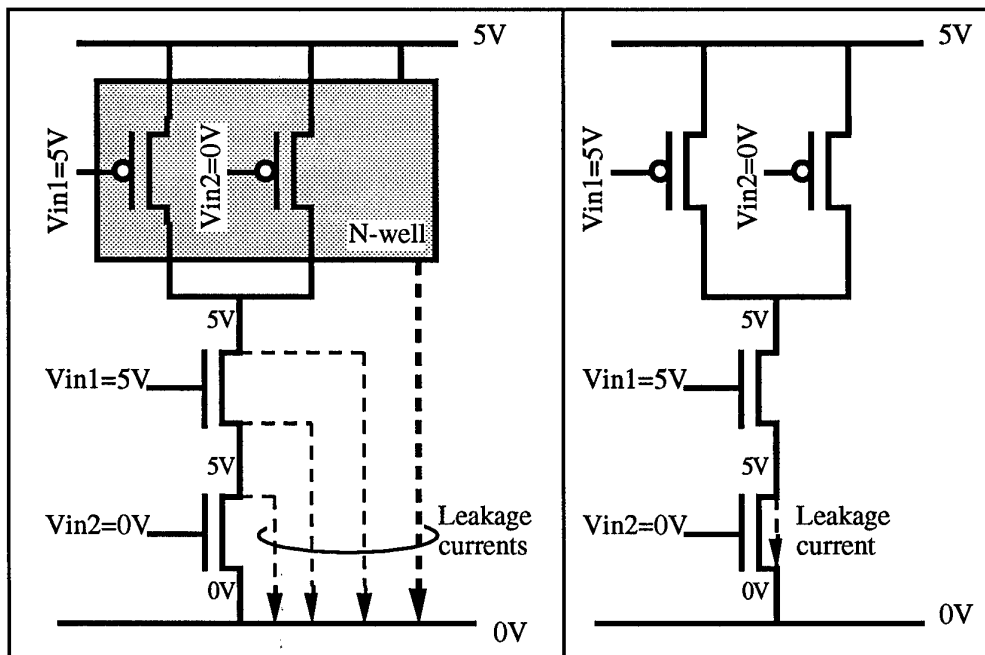 5V
Vin1=5V
Vin2=0V
N-well
5V
Vin1=5V
5V
Vin2=0V
Leakage
currents
0V
0V
5V
Vin1=5V
Vin2=0V
5V
Vin1=5V
5V
Vin2=0V
Leakage
current
0V
0V